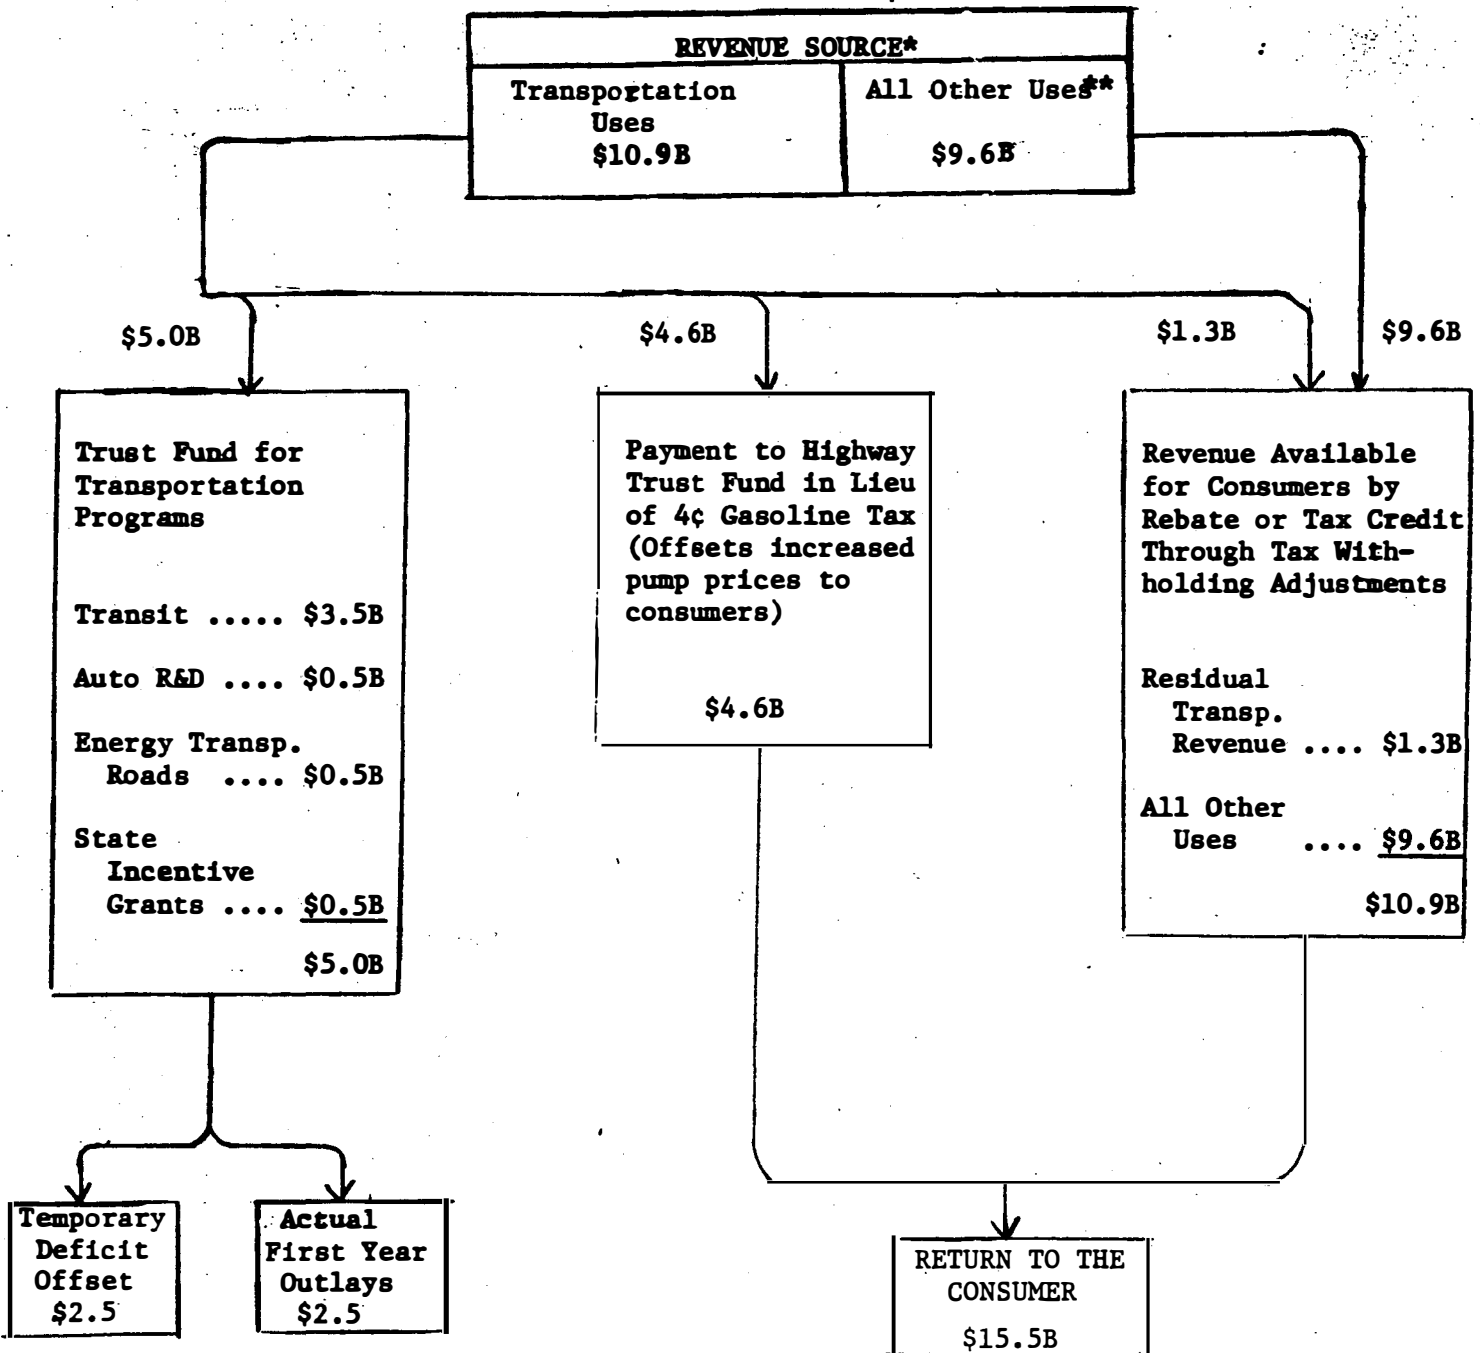 REVENUE SOURCE*
Transportation
Uses
$10.9B
All Other Uses**
$9.6B
$5.0B
$4.6B
$1.3B
$9.6B
Trust Fund for
Transportation
Programs
Transit ..... $3.5B
Auto R&D .... $0.5B
Energy Transp.
Roads .... $0.5B
State
Incentive
Grants .... $0.5B
$5.0B
Payment to Highway
Trust Fund in Lieu
of 4¢ Gasoline Tax
(Offsets increased
pump prices to
consumers)
$4.6B
Revenue Available
for Consumers by
Rebate or Tax Credit
Through Tax With-
holding Adjustments
Residual
Transp.
Revenue .... $1.3B
All Other
Uses .... $9.6B
$10.9B
Temporary
Deficit
Offset
$2.5
Actual
First Year
Outlays
$2.5
RETURN TO THE
CONSUMER
$15.5B